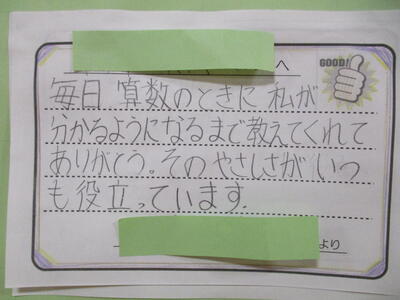 へ
GOOD!
毎日 算数のときに 私が
分かるようになるまで教えてくれて
ありがとう。そのやさしさが いつ
も役立っています.
より